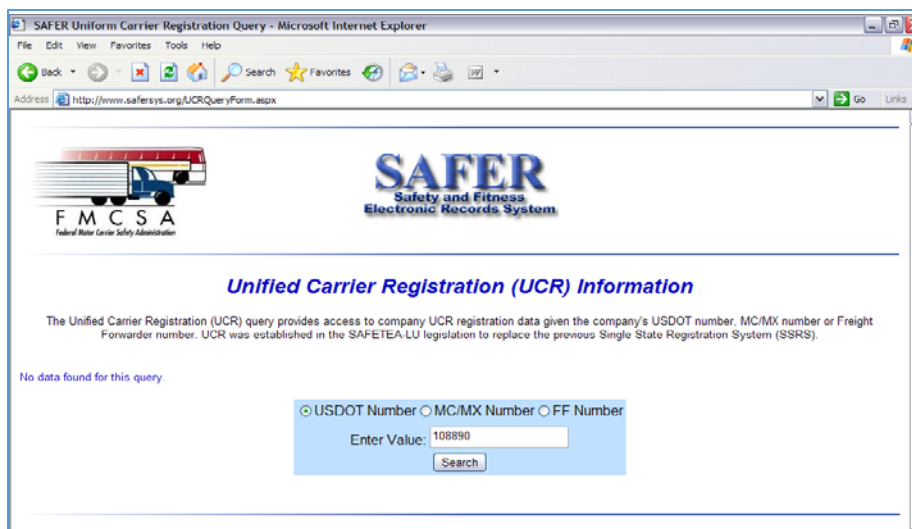 SAFER Uniform Carrier Registration Query - Microsoft Internet Explorer
File Edit View Favorites Tools Help
Back Search Favorites
Address http://www.safersys.org/UCRQueryForm.aspx Go Links
FMCSA
Federal Motor Carrier Safety Administration
SAFER
Safety and Fitness
Electronic Records System
Unified Carrier Registration (UCR) Information
The Unified Carrier Registration (UCR) query provides access to company UCR registration data given the company's USDOT number, MC/MX number or Freight
Forwarder number. UCR was established in the SAFETEA-LU legislation to replace the previous Single State Registration System (SSRS).
No data found for this query.
USDOT Number MC/MX Number FF Number
Enter Value: 108890
Search